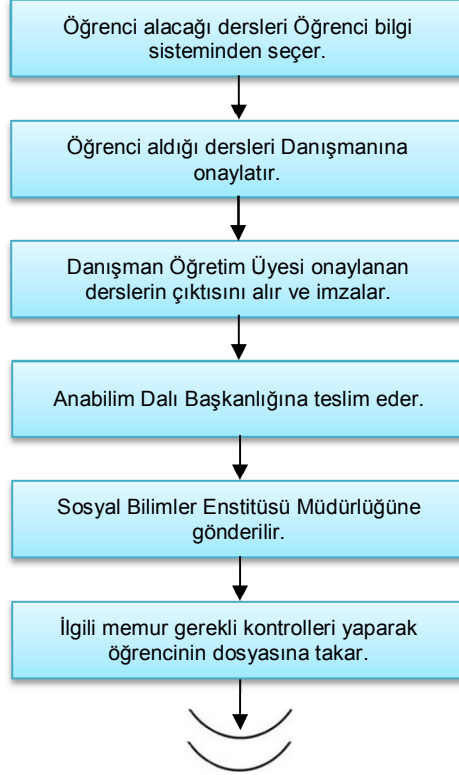 Öğrenci alacağı dersleri Öğrenci bilgi
sisteminden seçer.
Öğrenci aldığı dersleri Danışmanına
onaylatır.
Danışman Öğretim Üyesi onaylanan
derslerin çıktısını alır ve imzalar.
Anabilim Dalı Başkanlığına teslim eder.
Sosyal Bilimler Enstitüsü Müdürlüğüne
gönderilir.
İlgili memur gerekli kontrolleri yaparak
öğrencinin dosyasına takar.